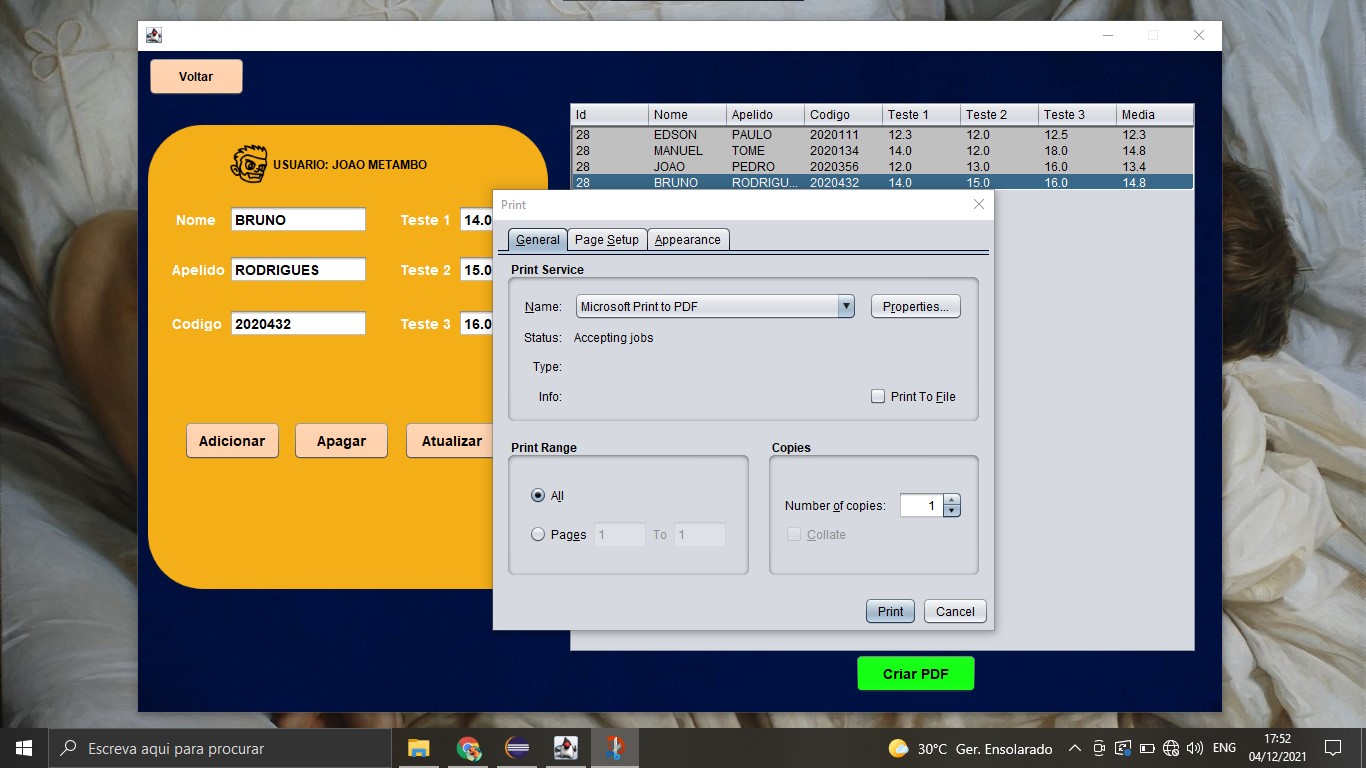 Voltar
USUARIO: JOAO METAMBO
Nome BRUNO Teste 1 14.0
Apelido RODRIGUES Teste 2 15.0
Codigo 2020432 Teste 3 16.0
Adicionar Apagar Atualizar
Id Nome Apelido Codigo Teste 1 Teste 2 Teste 3 Media
28 EDSON PAULO 2020111 12.3 12.0 12.5 12.3
28 MANUEL TOME 2020134 14.0 12.0 18.0 14.8
28 JOAO PEDRO 2020356 12.0 13.0 16.0 13.4
28 BRUNO RODRIGU... 2020432 14.0 15.0 16.0 14.8
Print
General Page Setup Appearance
Print Service
Name: Microsoft Print to PDF Properties...
Status: Accepting jobs
Type:
Info: Print To File
Print Range Copies
All
Number of copies: 1
Pages 1 To 1 Collate
Print Cancel
Criar PDF
Escreva aqui para procurar
30°C Ger. Ensolarado ENG 17:52
04/12/2021